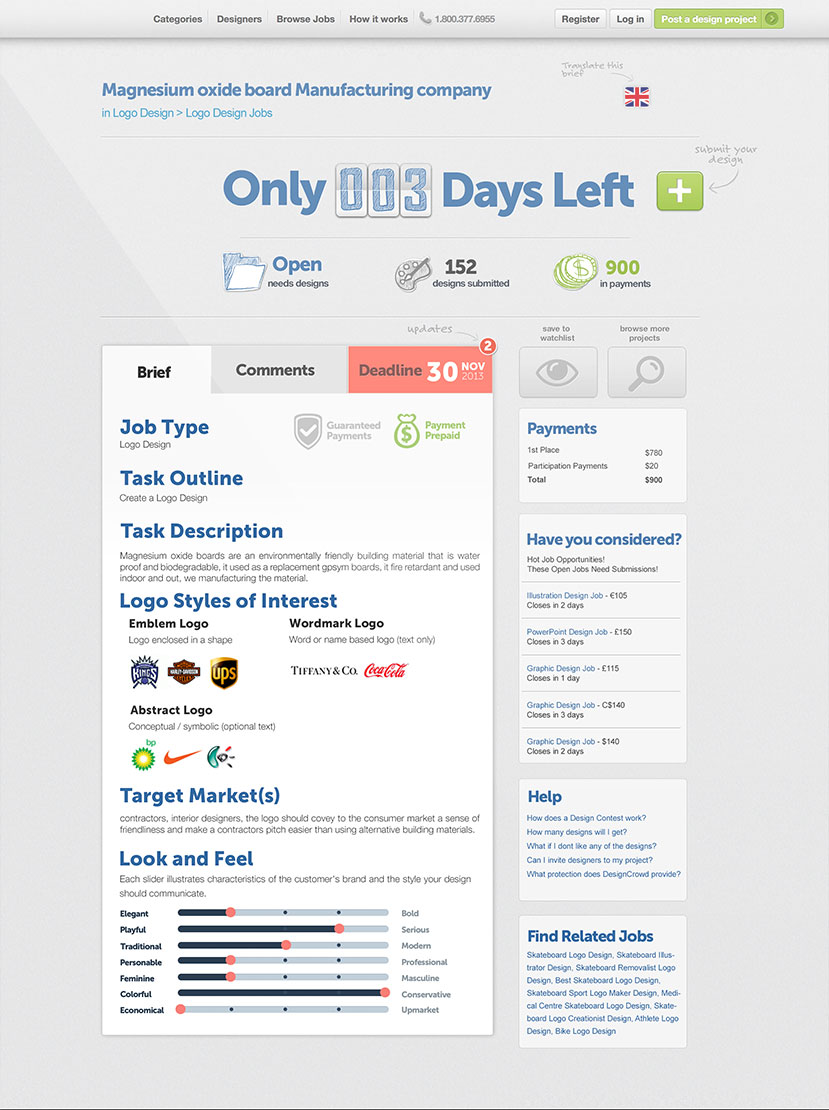 Categories Designers Browse Jobs How it works 1.800.377.6955 Register Log in Post a design project
Translate this
brief
Magnesium oxide board Manufacturing company
in Logo Design > Logo Design Jobs
submit your
design
Only 003 Days Left
Open
needs designs
152
designs submitted
900
in payments
updates
2
Brief
Comments
Deadline 30 NOV
2013
Job Type
Logo Design
Guaranteed
Payments
Payment
Prepaid
Task Outline
Create a Logo Design
Task Description
Magnesium oxide boards are an environmentally friendly building material that is water
proof and biodegradable, it used as a replacement gpsym boards, it fire retardant and used
indoor and out, we manufacturing the material.
Logo Styles of Interest
Emblem Logo
Logo enclosed in a shape
KINGS
HARLEY-DAVIDSON
CYCLES
ups
Wordmark Logo
Word or name based logo (text only)
TIFFANY & CO.
Coca-Cola
Abstract Logo
Conceptual / symbolic (optional text)
bp
Target Market(s)
contractors, interior designers, the logo should covey to the consumer market a sense of
friendliness and make a contractors pitch easier than using alternative building materials.
Look and Feel
Each slider illustrates characteristics of the customer's brand and the style your design
should communicate.
Elegant Bold
Playful Serious
Traditional Modern
Personable Professional
Feminine Masculine
Colorful Conservative
Economical Upmarket
save to
watchlist
browse more
projects
Payments
1st Place $780
Participation Payments $20
Total $900
Have you considered?
Hot Job Opportunities!
These Open Jobs Need Submissions!
Illustration Design Job - €105
Closes in 2 days
PowerPoint Design Job - £150
Closes in 3 days
Graphic Design Job - £115
Closes in 1 day
Graphic Design Job - C$140
Closes in 3 days
Graphic Design Job - $140
Closes in 2 days
Help
How does a Design Contest work?
How many designs will I get?
What if I dont like any of the designs?
Can I invite designers to my project?
What protection does DesignCrowd provide?
Find Related Jobs
Skateboard Logo Design, Skateboard Illus-
trator Design, Skateboard Removalist Logo
Design, Best Skateboard Logo Design,
Skateboard Sport Logo Maker Design, Medi-
cal Centre Skateboard Logo Design, Skate-
board Logo Creationist Design, Athlete Logo
Design, Bike Logo Design